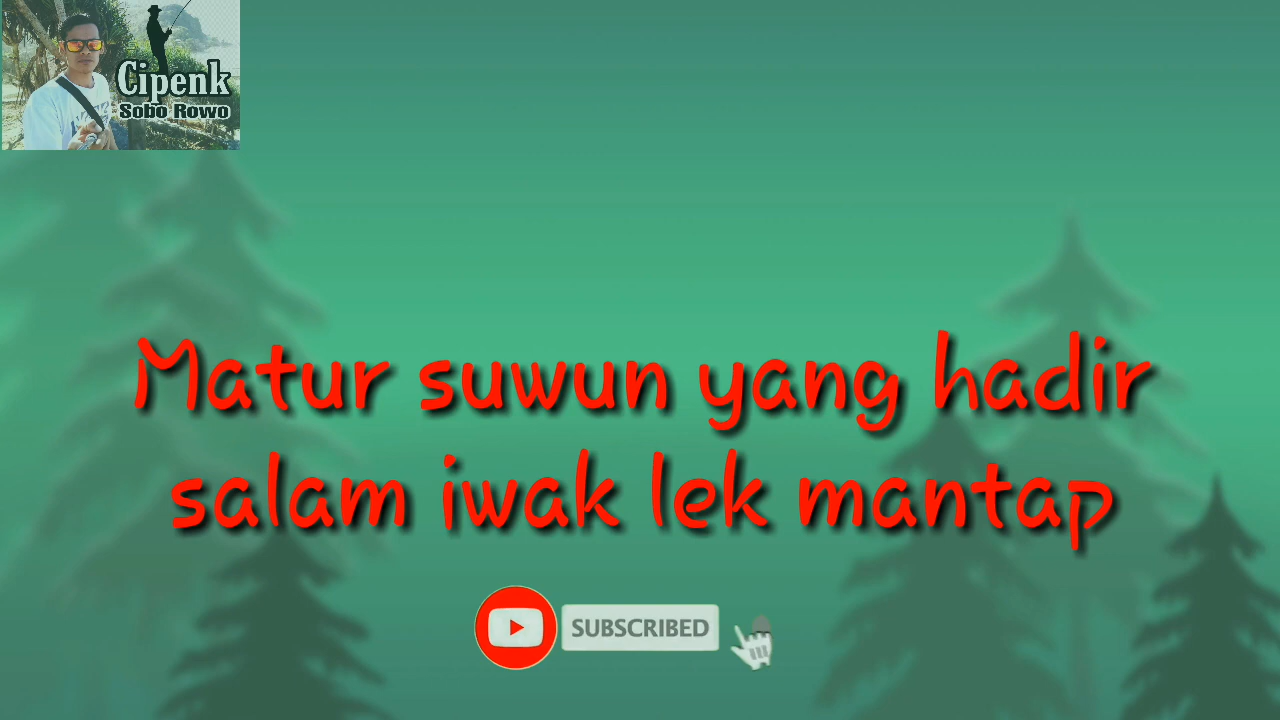 Cipenk
Sobo Rowo
Matur suwun yang hadir
salam iwak lek mantap
SUBSCRIBED